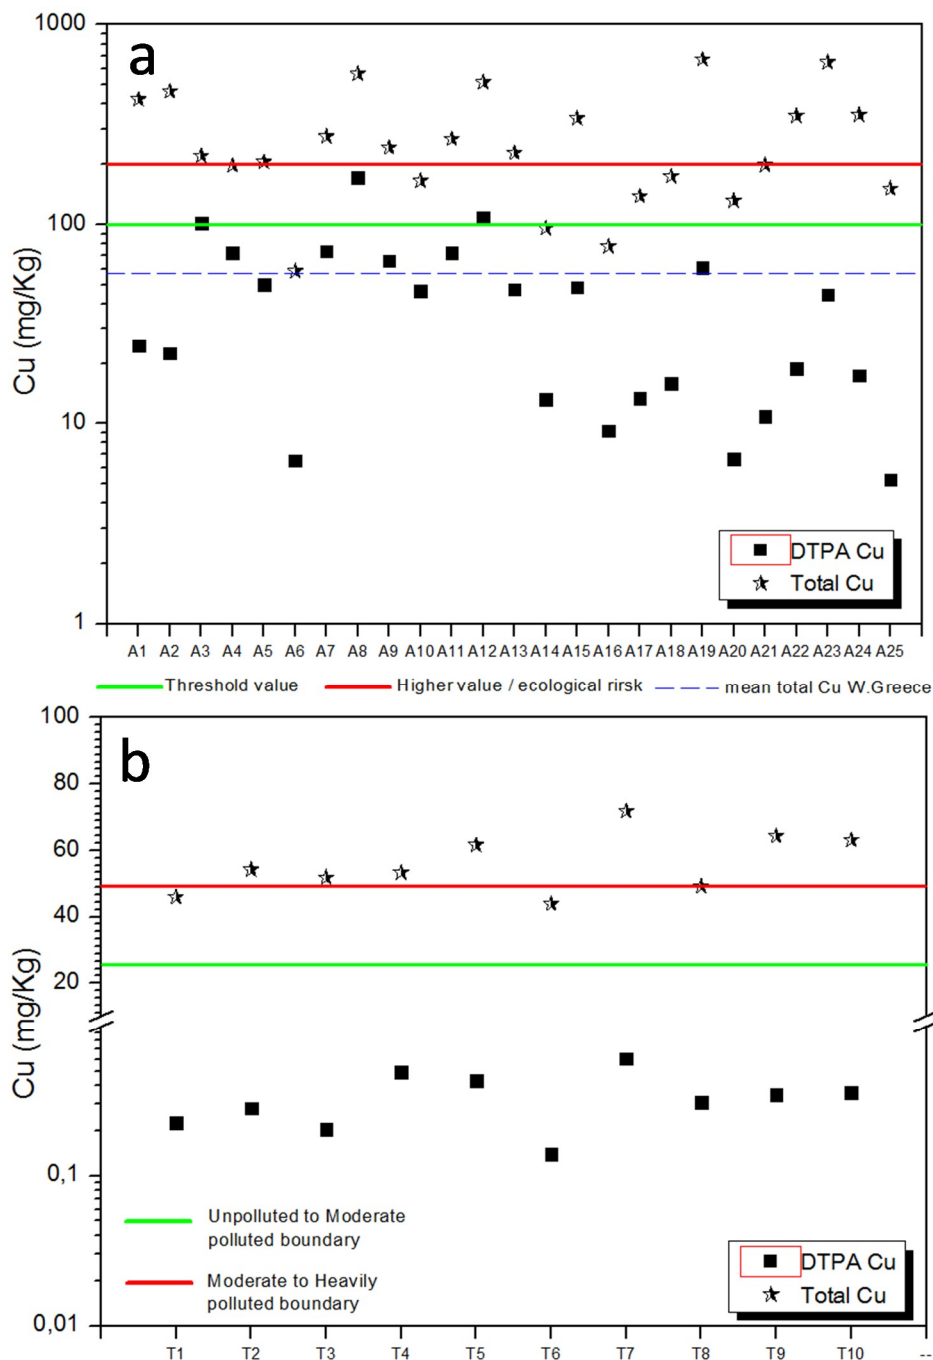 a
1000
100
10
1
Cu (mg/Kg)
DTPA Cu
Total Cu
A1 A2 A3 A4 A5 A6 A7 A8 A9 A10 A11 A12 A13 A14 A15 A16 A17 A18 A19 A20 A21 A22 A23 A24 A25
Threshold value Higher value / ecological rirsk mean total Cu W.Greece
b
100
80
60
40
20
0,1
0,01
Cu (mg/Kg)
Unpolluted to Moderate
polluted boundary
Moderate to Heavily
polluted boundary
DTPA Cu
Total Cu
T1 T2 T3 T4 T5 T6 T7 T8 T9 T10 --